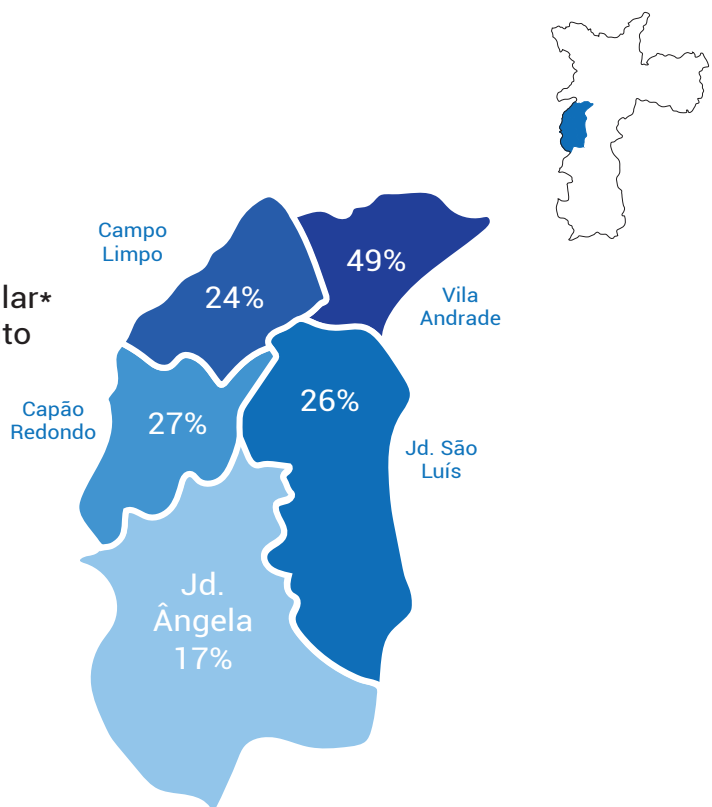 Campo
Limpo
24%
49%
Vila
Andrade
lar*
to
Capão
Redondo
27%
26%
Jd. São
Luís
Jd.
Ângela
17%